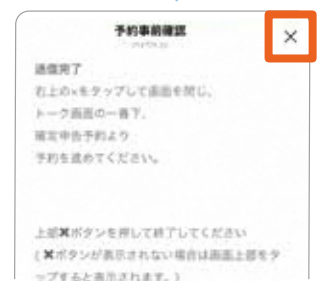 予約事前確認
×
送信完了
右上の×をタップして画面を閉じ、
トーク画面の一番下、
確定申告予約より
予約を進めてください。
上部✖ボタンを押して終了してください
(✖ボタンが表示されない場合は画面上部をタ
ップすると表示されます。)